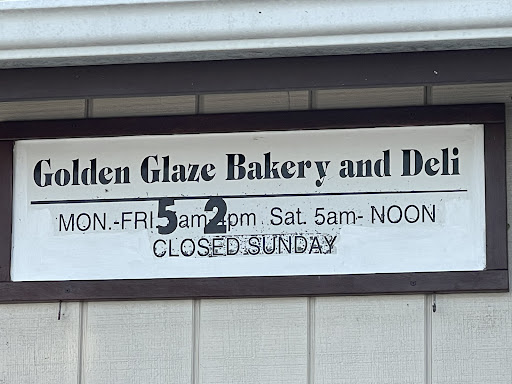 Golden Glaze Bakery and Deli
MON.-FRI 5am-2pm Sat. 5am- NOON
CLOSED SUNDAY